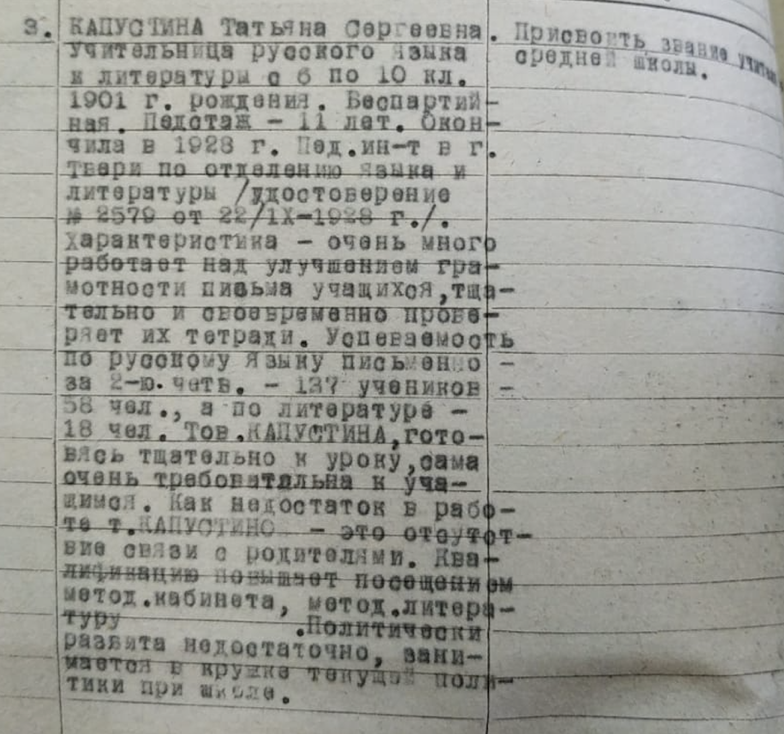 3. КАПУСТИНА Татьяна Сергеевна.
Учительница русского языка
и литературы с 6 по 10 кл.
1901 г. рождения. Беспартий-
ная. Педстаж - 11 лет. Окон-
чила в 1928 г. Пед.ин-т в г.
Твери по отделению языка и
литературы /удостоверение
№ 2579 от 22/IX-1928 г./.
Характеристика - очень много
работает над улучшением гра-
мотности письма учащихся,тща-
тельно и своевременно прове-
ряет их тетради. Успеваемость
по русскому языку письменно -
за 2-ю четв. - 137 учеников -
58 чел., а по литературе -
18 чел. Тов.КАПУСТИНА,гото-
вясь тщательно к уроку,сама
очень требовательна к уча-
щимся. Как недостаток в рабо-
те т.КАПУСТИНО - это отсутст-
вие связи с родителями. Ква-
лификацию повышает посещением
метод.кабинета, метод.литера-
туру .Политически
развита недостаточно, зани-
мается в кружке текущей поли-
тики при школе.
Присвоить звание учителя
средней школы.